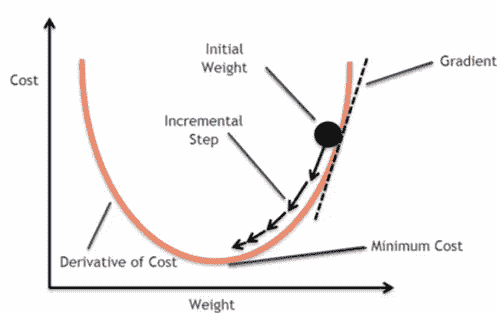 Initial
Weight
Gradient
Cost
Incremental
Step
Minimum Cost
Derivative of Cost
Weight